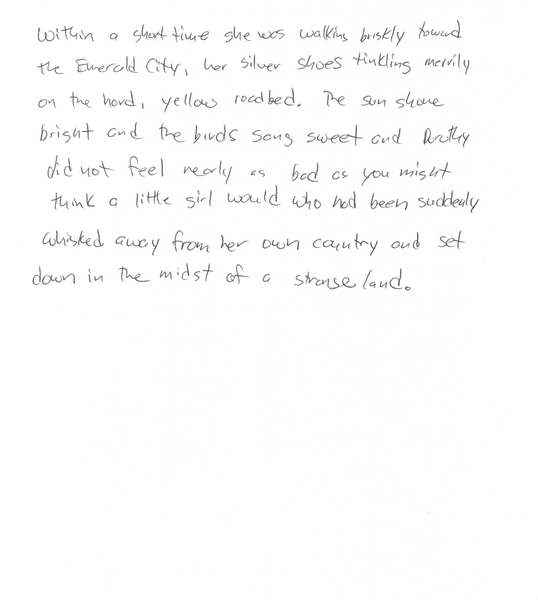 Within a short time she was walking briskly toward
the Emerald City, her silver shoes tinkling merrily
on the hard, yellow roadbed. The sun shone
bright and the birds sang sweet and Dorothy
did not feel nearly as bad as you might
think a little girl would who had been suddenly
whisked away from her own country and set
down in the midst of a strange land.